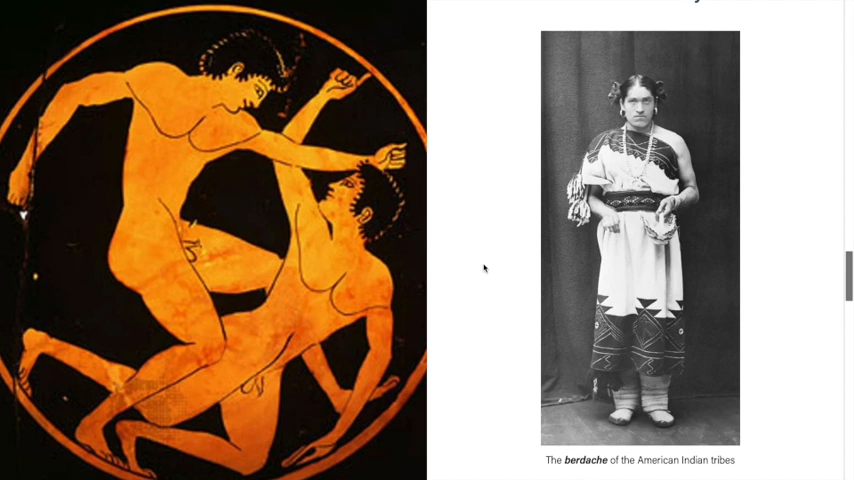 The berdache of the American Indian tribes